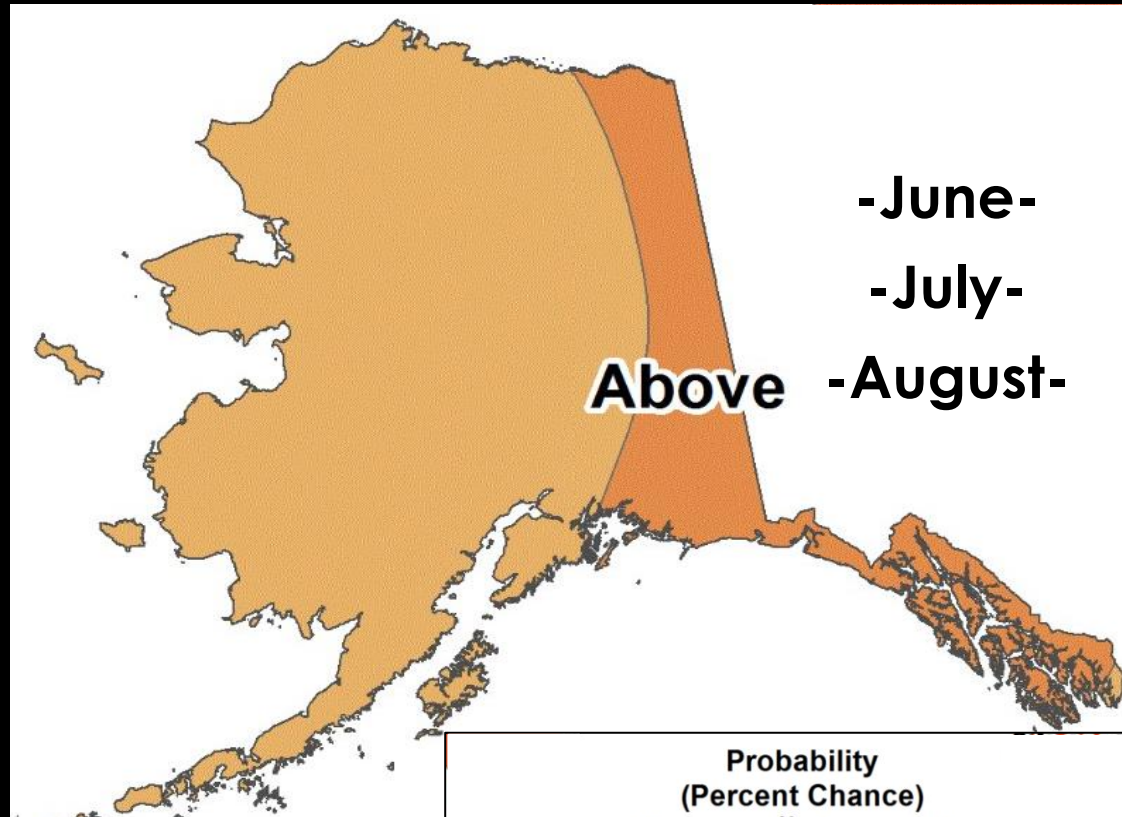 -June-
-July-
-August-
Above
Probability
(Percent Chance)